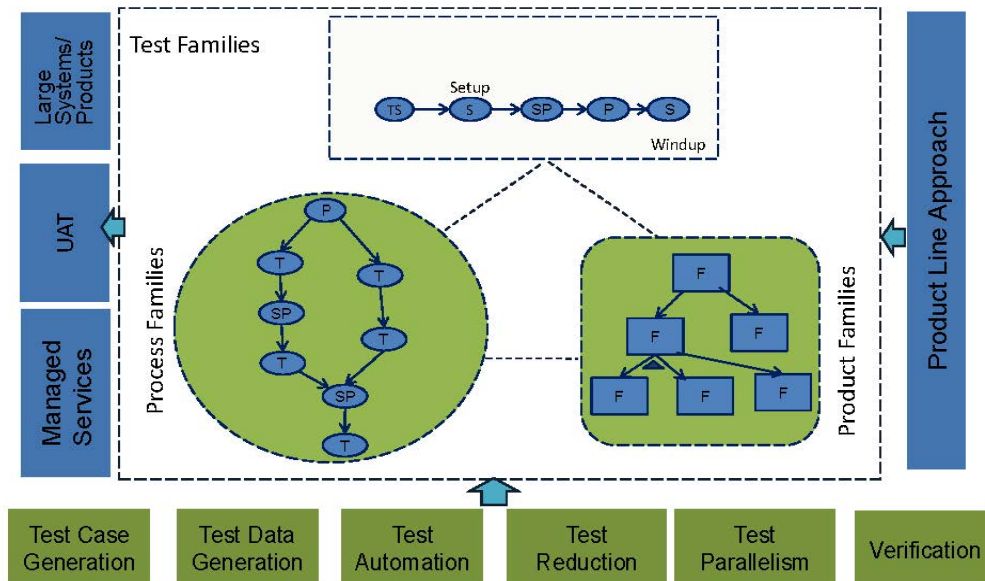 Large
Systems/
Products
UAT
Managed
Services
Test Families
Setup
TS S SP P S
Windup
Process Families
P
T
T
SP
T
T
SP
T
Product Families
F
F
F
F
F
F
Product Line Approach
Test Case
Generation
Test Data
Generation
Test
Automation
Test
Reduction
Test
Parallelism
Verification